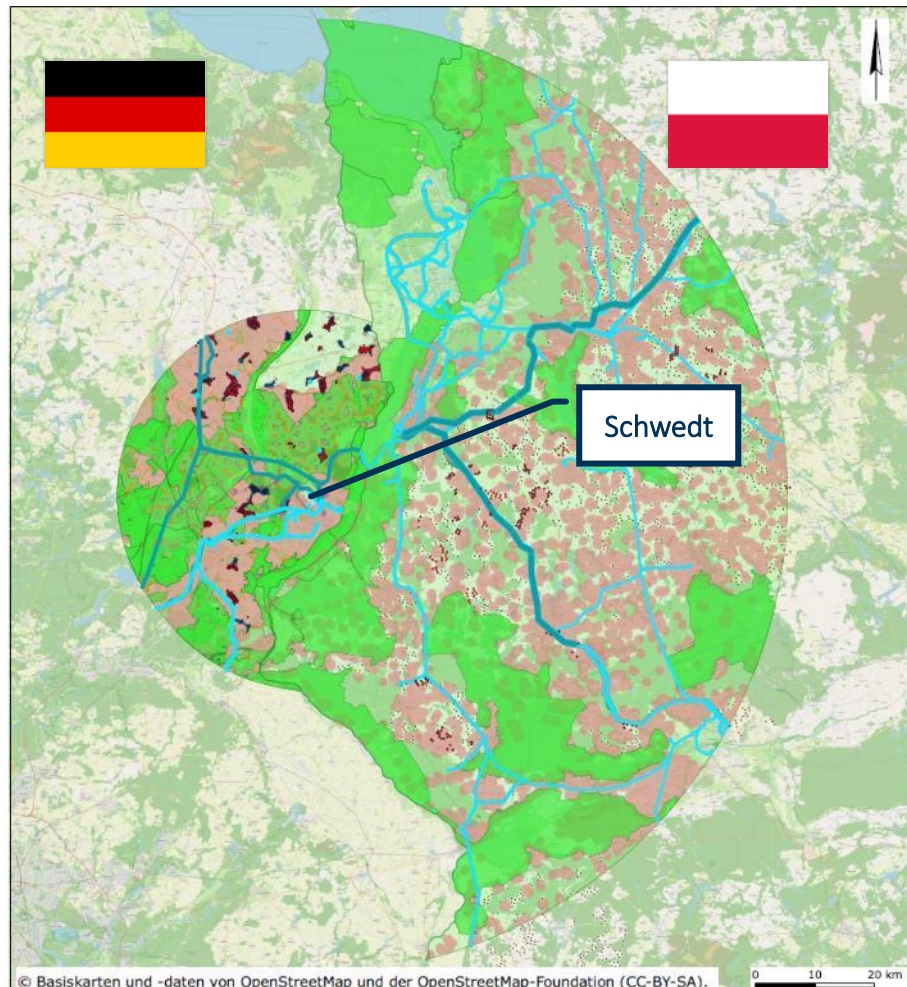 Schwedt
© Basiskarten und -daten von OpenStreetMap und der OpenStreetMap-Foundation (CC-BY-SA).
0 10 20 km